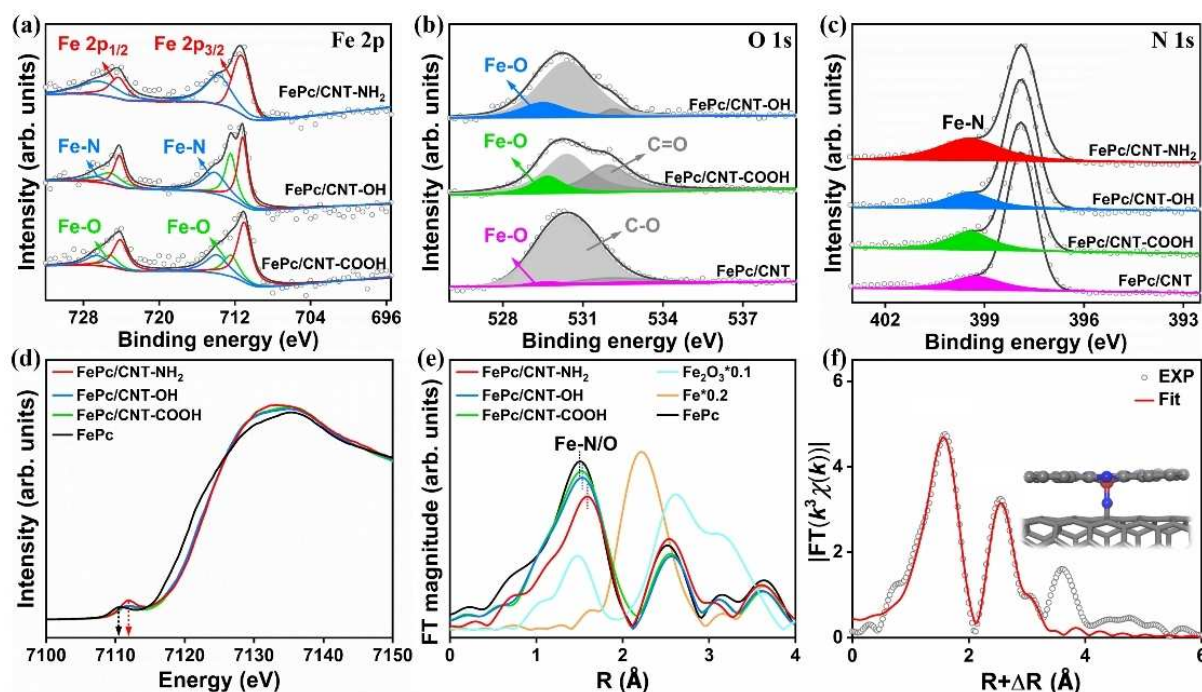 (a)
Fe 2p
Fe 2p1/2
Fe 2p3/2
FePc/CNT-NH2
Fe-N
Fe-N
FePc/CNT-OH
Fe-O
Fe-O
FePc/CNT-COOH
Intensity (arb. units)
728 720 712 704 696
Binding energy (eV)
(b)
O 1s
Fe-O
FePc/CNT-OH
Fe-O
C=O
FePc/CNT-COOH
Fe-O
C-O
FePc/CNT
Intensity (arb. units)
528 531 534 537
Binding energy (eV)
(c)
N 1s
Fe-N
FePc/CNT-NH2
FePc/CNT-OH
FePc/CNT-COOH
FePc/CNT
Intensity (arb. units)
402 399 396 393
Binding energy (eV)
(d)
FePc/CNT-NH2
FePc/CNT-OH
FePc/CNT-COOH
FePc
Intensity (arb. units)
7100 7110 7120 7130 7140 7150
Energy (eV)
(e)
FePc/CNT-NH2
FePc/CNT-OH
FePc/CNT-COOH
Fe2O3*0.1
Fe*0.2
FePc
Fe-N/O
FT magnitude (arb. units)
0 1 2 3 4
R (Å)
(f)
EXP
Fit
|FT(k3χ(k))|
6
4
2
0
0 2 4 6
R+ΔR (Å)